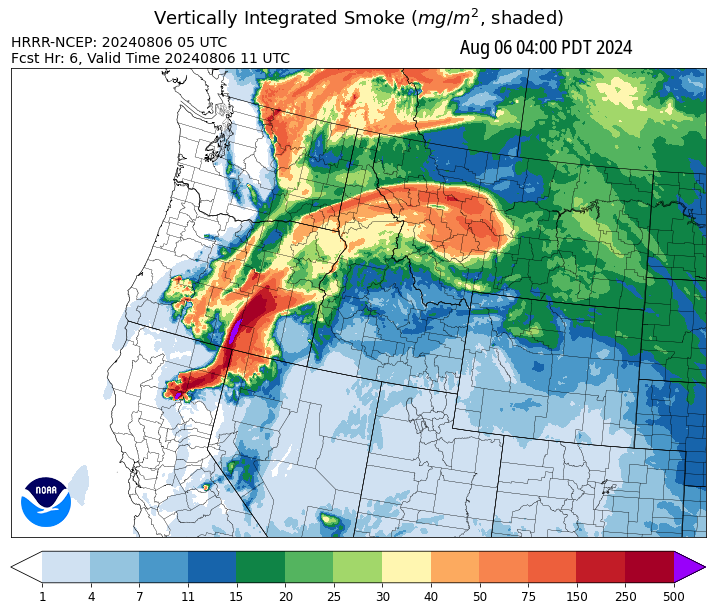 Vertically Integrated Smoke (mg/m², shaded)
HRRR-NCEP: 20240806 05 UTC
Fcst Hr: 6, Valid Time 20240806 11 UTC
Aug 06 04:00 PDT 2024
NOAA
1 4 7 11 15 20 25 30 40 50 75 150 250 500